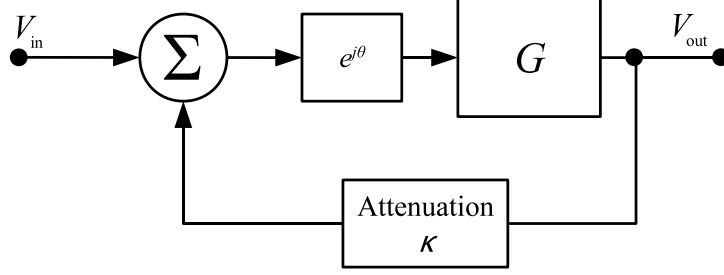 V_in
Σ
e^{jθ}
G
V_out
Attenuation
κ